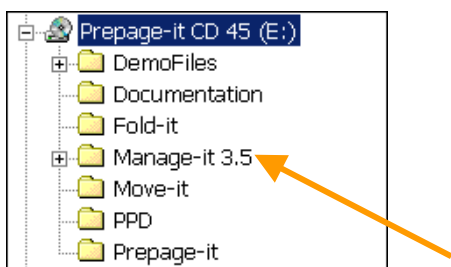 Prepage-it CD 45 (E:)
DemoFiles
Documentation
Fold-it
Manage-it 3.5
Move-it
PPD
Prepage-it